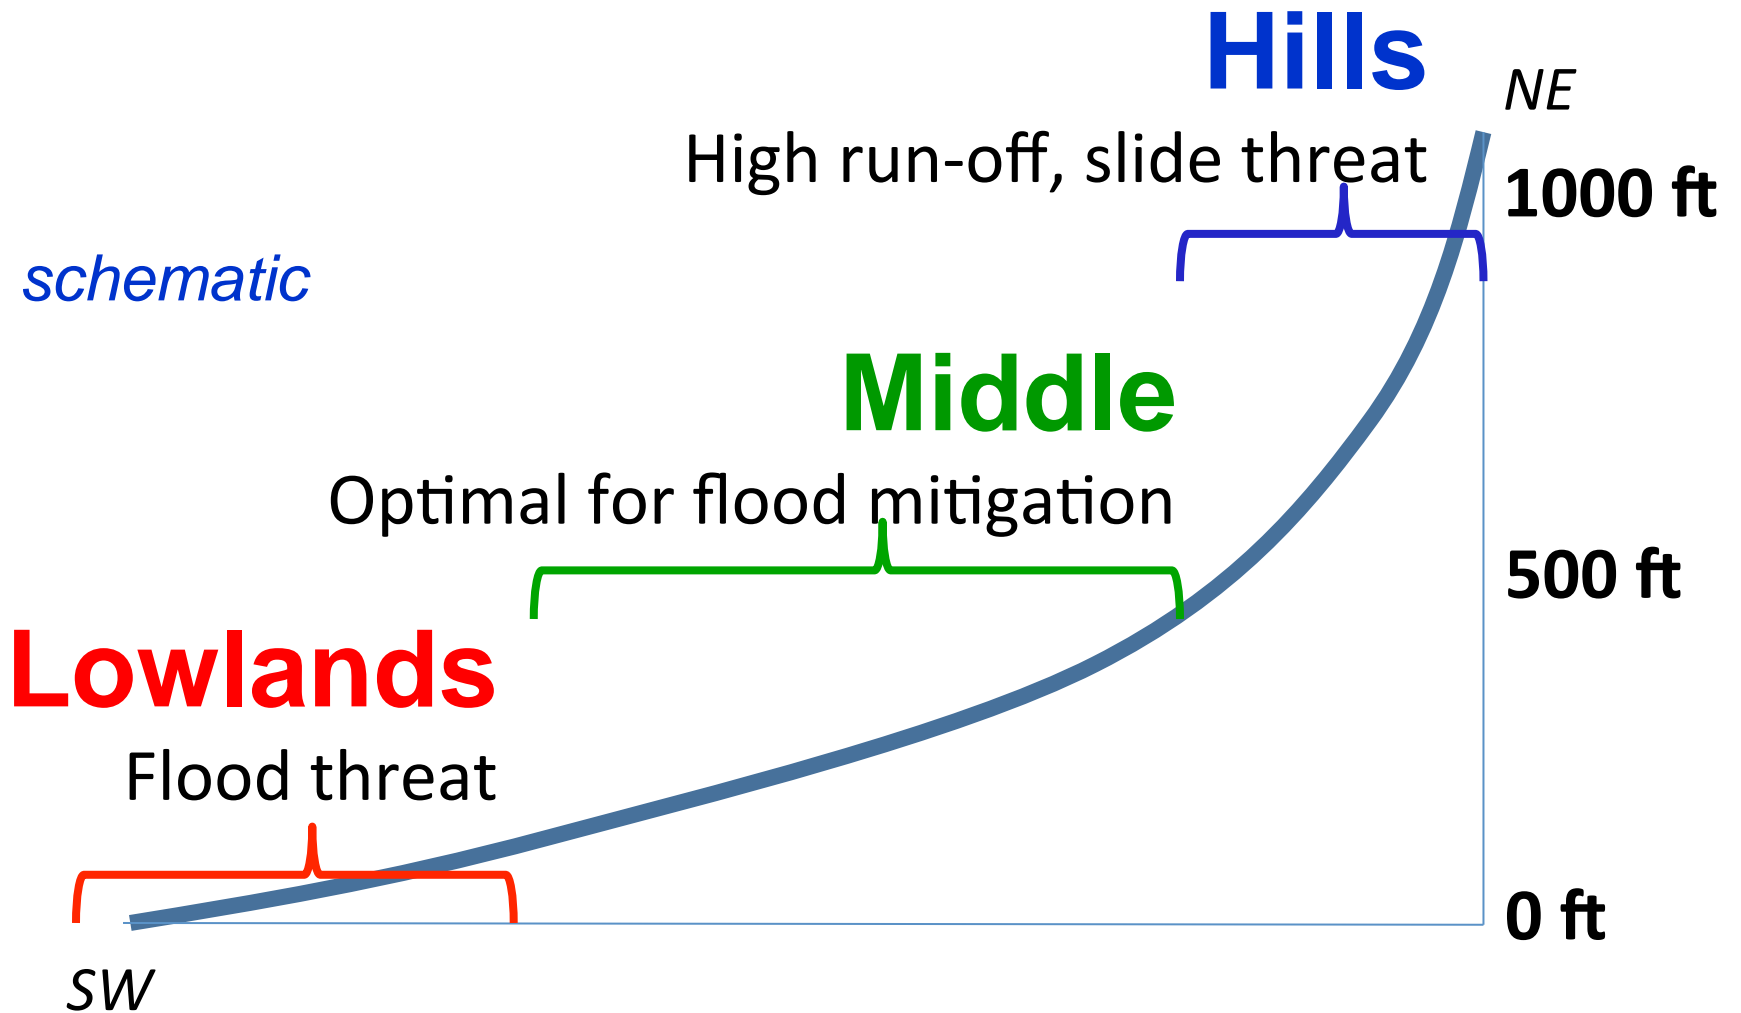 Hills
NE
High run-off, slide threat
1000 ft
schematic
Middle
Optimal for flood mitigation
500 ft
Lowlands
Flood threat
0 ft
SW